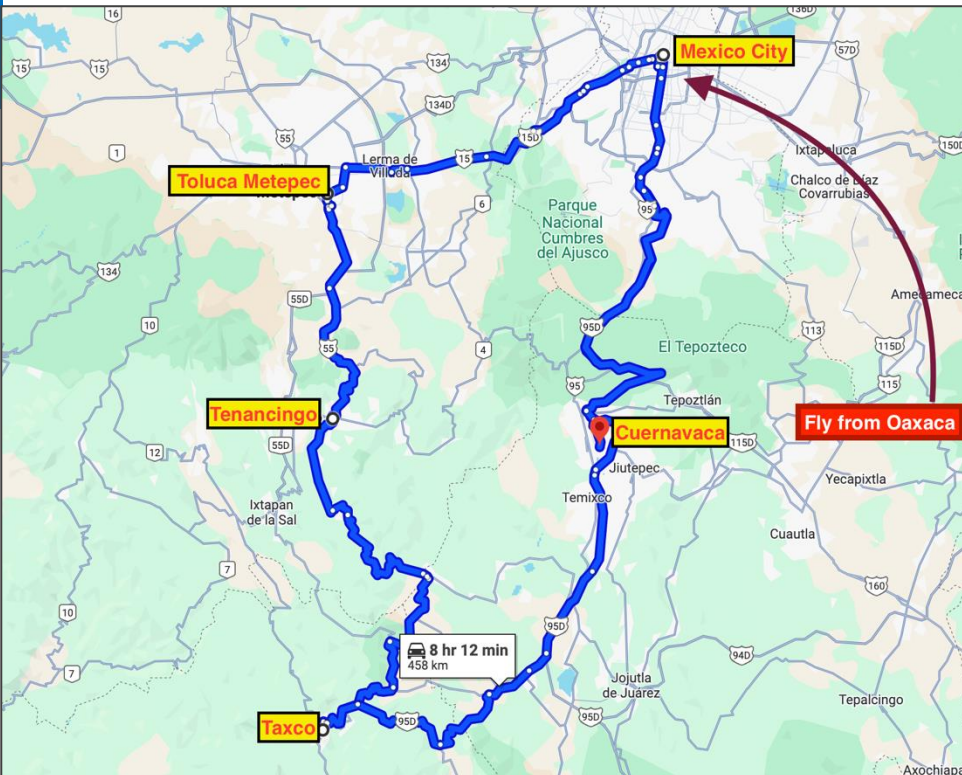 16
136D
15
15
134
57D
Mexico City
134D
55
15D
150D
1
Ixtapaluca
Lerma de
Villada
15
Toluca Metepec
Chalco de Díaz
Covarrubias
6
Parque
Nacional
Cumbres
del Ajusco
95
134
Amecameca
55D
10
95D
113
55
El Tepozteco
115D
4
95
115
Tepoztlán
Tenancingo
Fly from Oaxaca
Cuernavaca
55D
115D
12
Jiutepec
Yecapixtla
Temixco
Ixtapan
de la Sal
Cuautla
7
160
10
95D
8 hr 12 min
458 km
94D
7
Jojutla
de Juárez
Tepalcingo
Taxco
95D
95D
Axochiapa